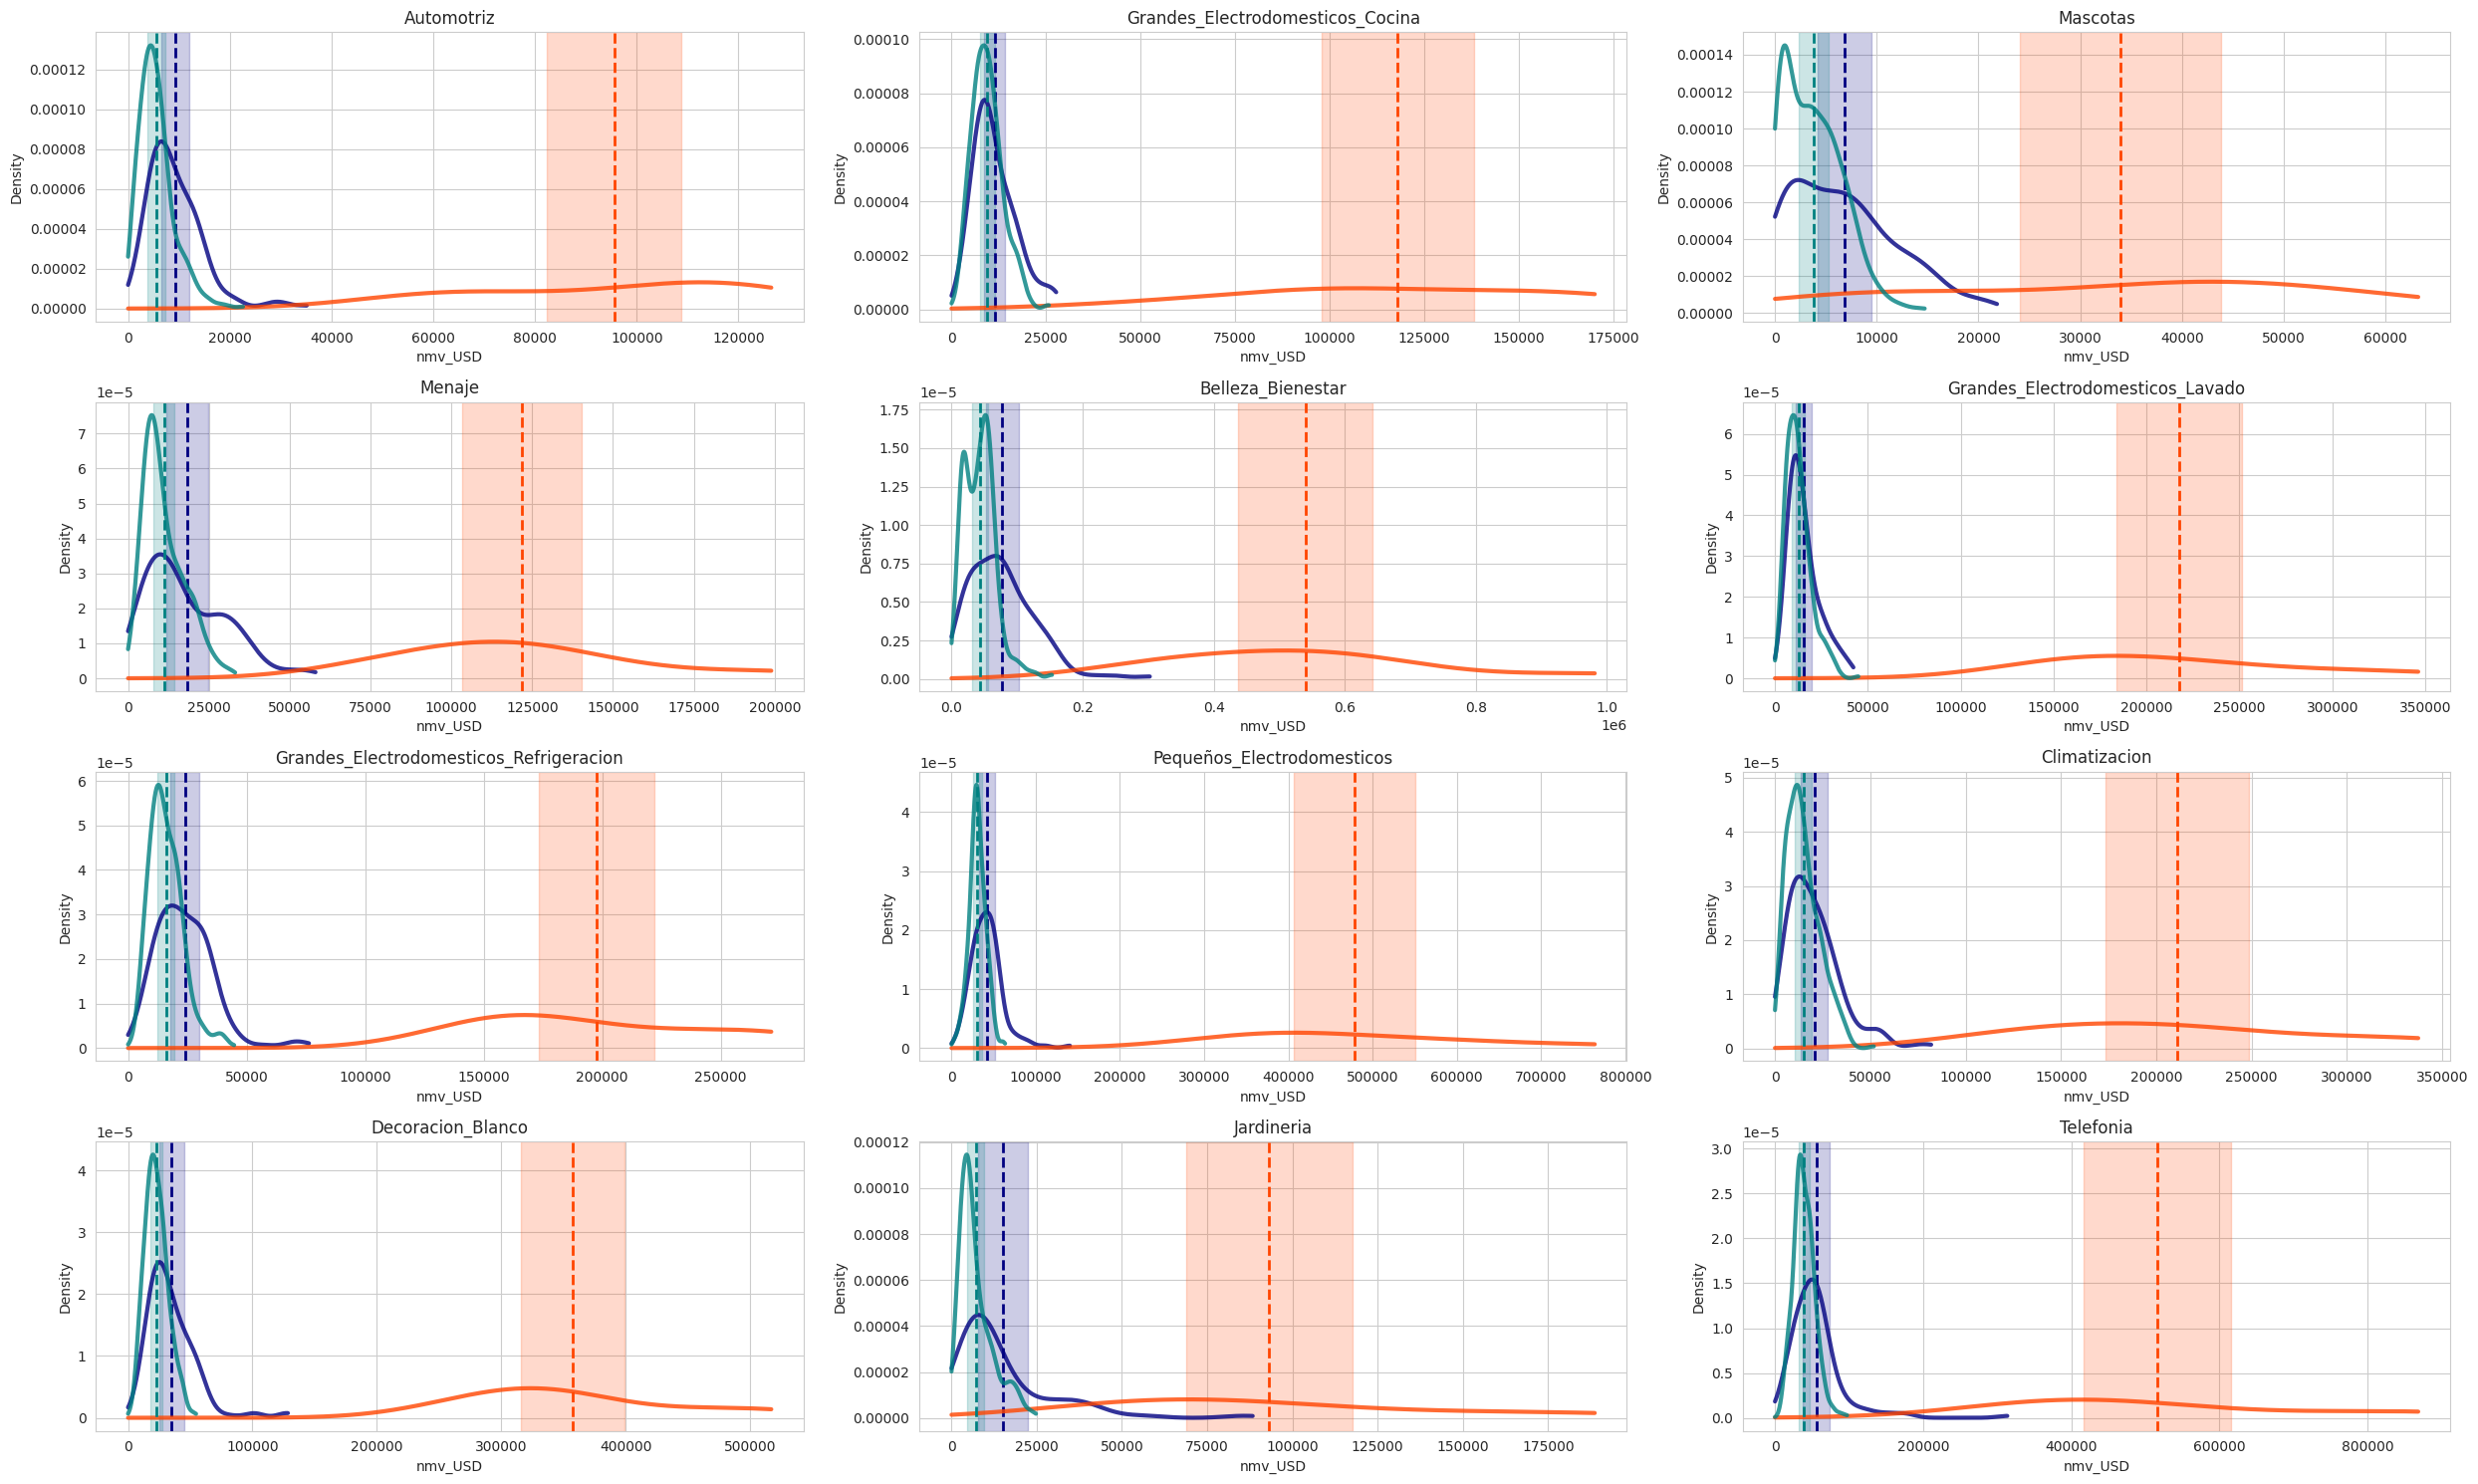 Automotriz
Density
0.00012
0.00010
0.00008
0.00006
0.00004
0.00002
0.00000
0 20000 40000 60000 80000 100000 120000
nmv_USD
Grandes_Electrodomesticos_Cocina
Density
0.00010
0.00008
0.00006
0.00004
0.00002
0.00000
0 25000 50000 75000 100000 125000 150000 175000
nmv_USD
Mascotas
Density
0.00014
0.00012
0.00010
0.00008
0.00006
0.00004
0.00002
0.00000
0 10000 20000 30000 40000 50000 60000
nmv_USD
Menaje
1e−5
Density
7
6
5
4
3
2
1
0
0 25000 50000 75000 100000 125000 150000 175000 200000
nmv_USD
Belleza_Bienestar
1e−5
Density
1.75
1.50
1.25
1.00
0.75
0.50
0.25
0.00
0.0 0.2 0.4 0.6 0.8 1.0
nmv_USD
1e6
Grandes_Electrodomesticos_Lavado
1e−5
Density
6
5
4
3
2
1
0
0 50000 100000 150000 200000 250000 300000 350000
nmv_USD
Grandes_Electrodomesticos_Refrigeracion
1e−5
Density
6
5
4
3
2
1
0
0 50000 100000 150000 200000 250000
nmv_USD
Pequeños_Electrodomesticos
1e−5
Density
4
3
2
1
0
0 100000 200000 300000 400000 500000 600000 700000 800000
nmv_USD
Climatizacion
1e−5
Density
5
4
3
2
1
0
0 50000 100000 150000 200000 250000 300000 350000
nmv_USD
Decoracion_Blanco
1e−5
Density
4
3
2
1
0
0 100000 200000 300000 400000 500000
nmv_USD
Jardineria
Density
0.00012
0.00010
0.00008
0.00006
0.00004
0.00002
0.00000
0 25000 50000 75000 100000 125000 150000 175000
nmv_USD
Telefonia
1e−5
Density
3.0
2.5
2.0
1.5
1.0
0.5
0.0
0 200000 400000 600000 800000
nmv_USD